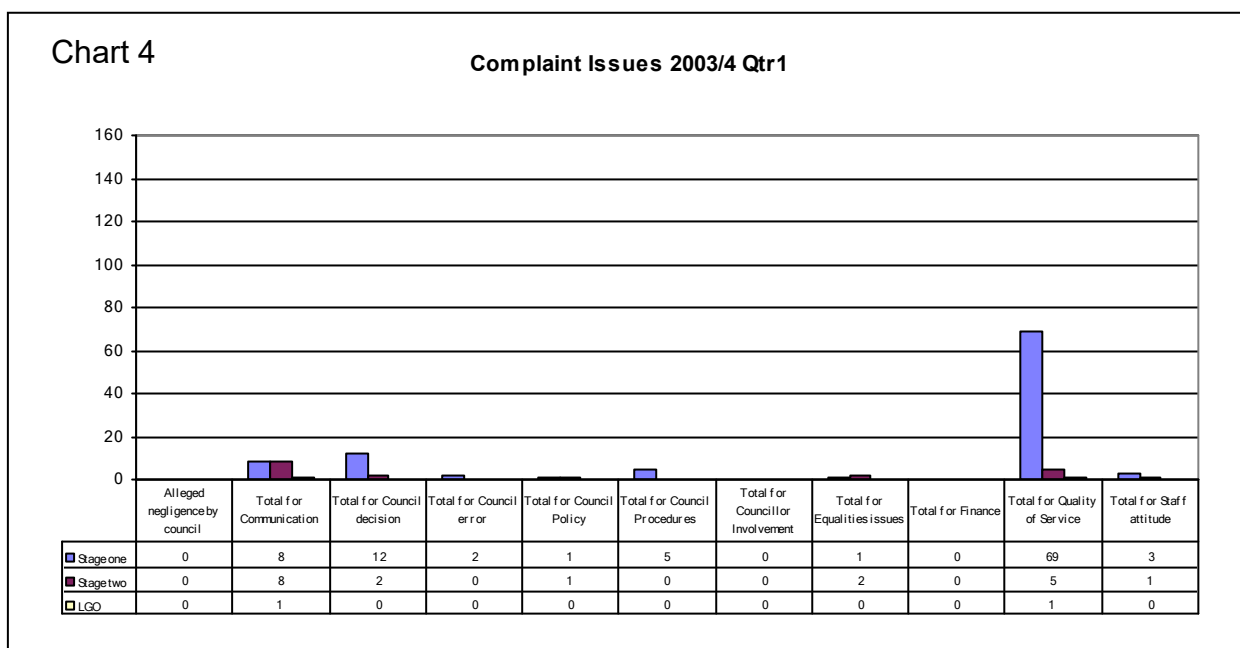 Chart 4
Complaint Issues 2003/4 Qtr1
160
140
120
100
80
60
40
20
0
Alleged negligence by council
Total for Communication
Total for Council decision
Total for Council error
Total for Council Policy
Total for Council Procedures
Total for Councillor Involvement
Total for Equalities issues
Total for Finance
Total for Quality of Service
Total for Staff attitude
Stage one 0 8 12 2 1 5 0 1 0 69 3
Stage two 0 8 2 0 1 0 0 2 0 5 1
LGO 0 1 0 0 0 0 0 0 0 1 0